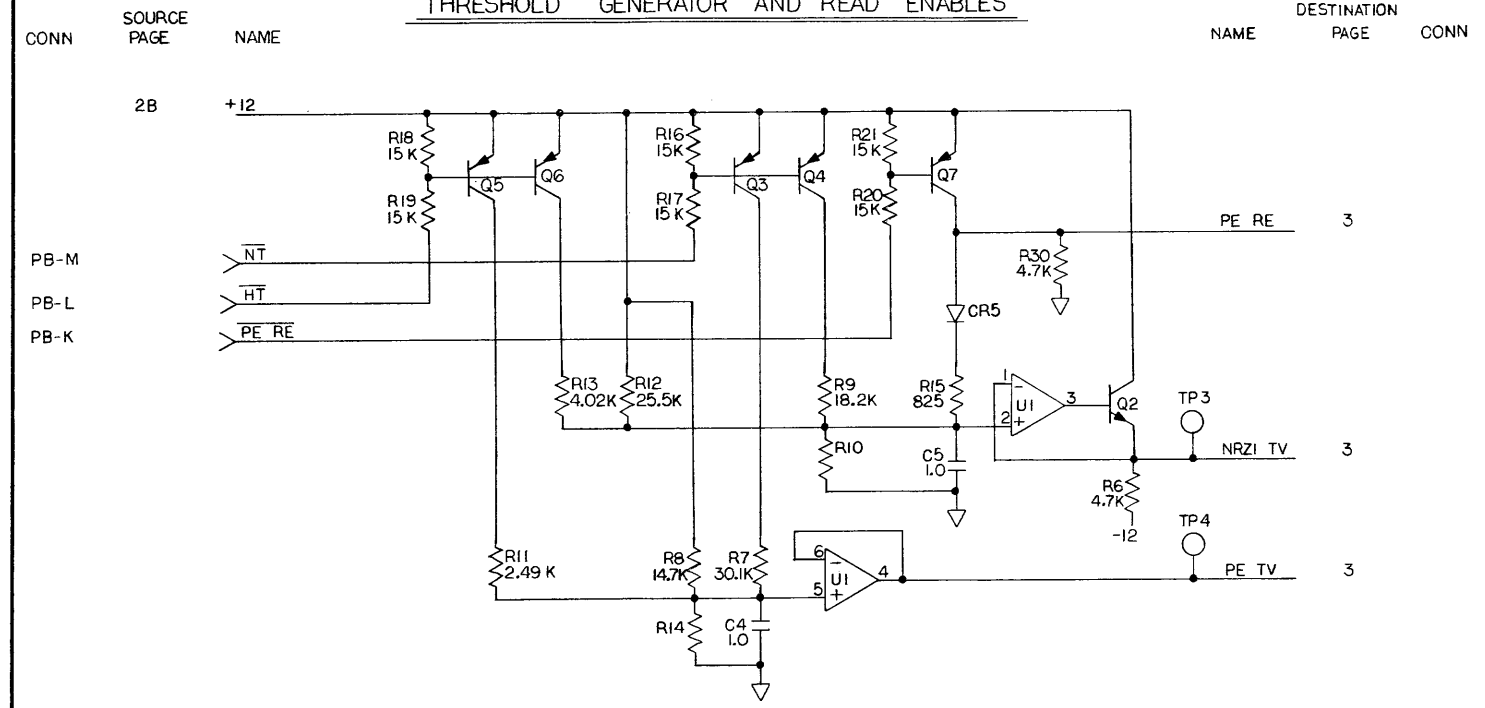 THRESHOLD GENERATOR AND READ ENABLES
CONN
SOURCE
PAGE
NAME
NAME
DESTINATION
PAGE
CONN
2B
+12
R18
15K
Q5
Q6
R19
15K
R16
15K
Q3
Q4
R17
15K
R21
15K
Q7
R20
15K
PE RE
3
R30
4.7K
PB-M
NT
PB-L
HT
PB-K
PE RE
CR5
R13
4.02K
R12
25.5K
R9
18.2K
R15
825
1
-
2
+
U1
3
Q2
TP3
R10
C5
1.0
NRZI TV
3
R6
4.7K
-12
TP4
R11
2.49 K
R8
14.7K
R7
30.1K
6
-
5
+
U1
4
PE TV
3
R14
C4
1.0